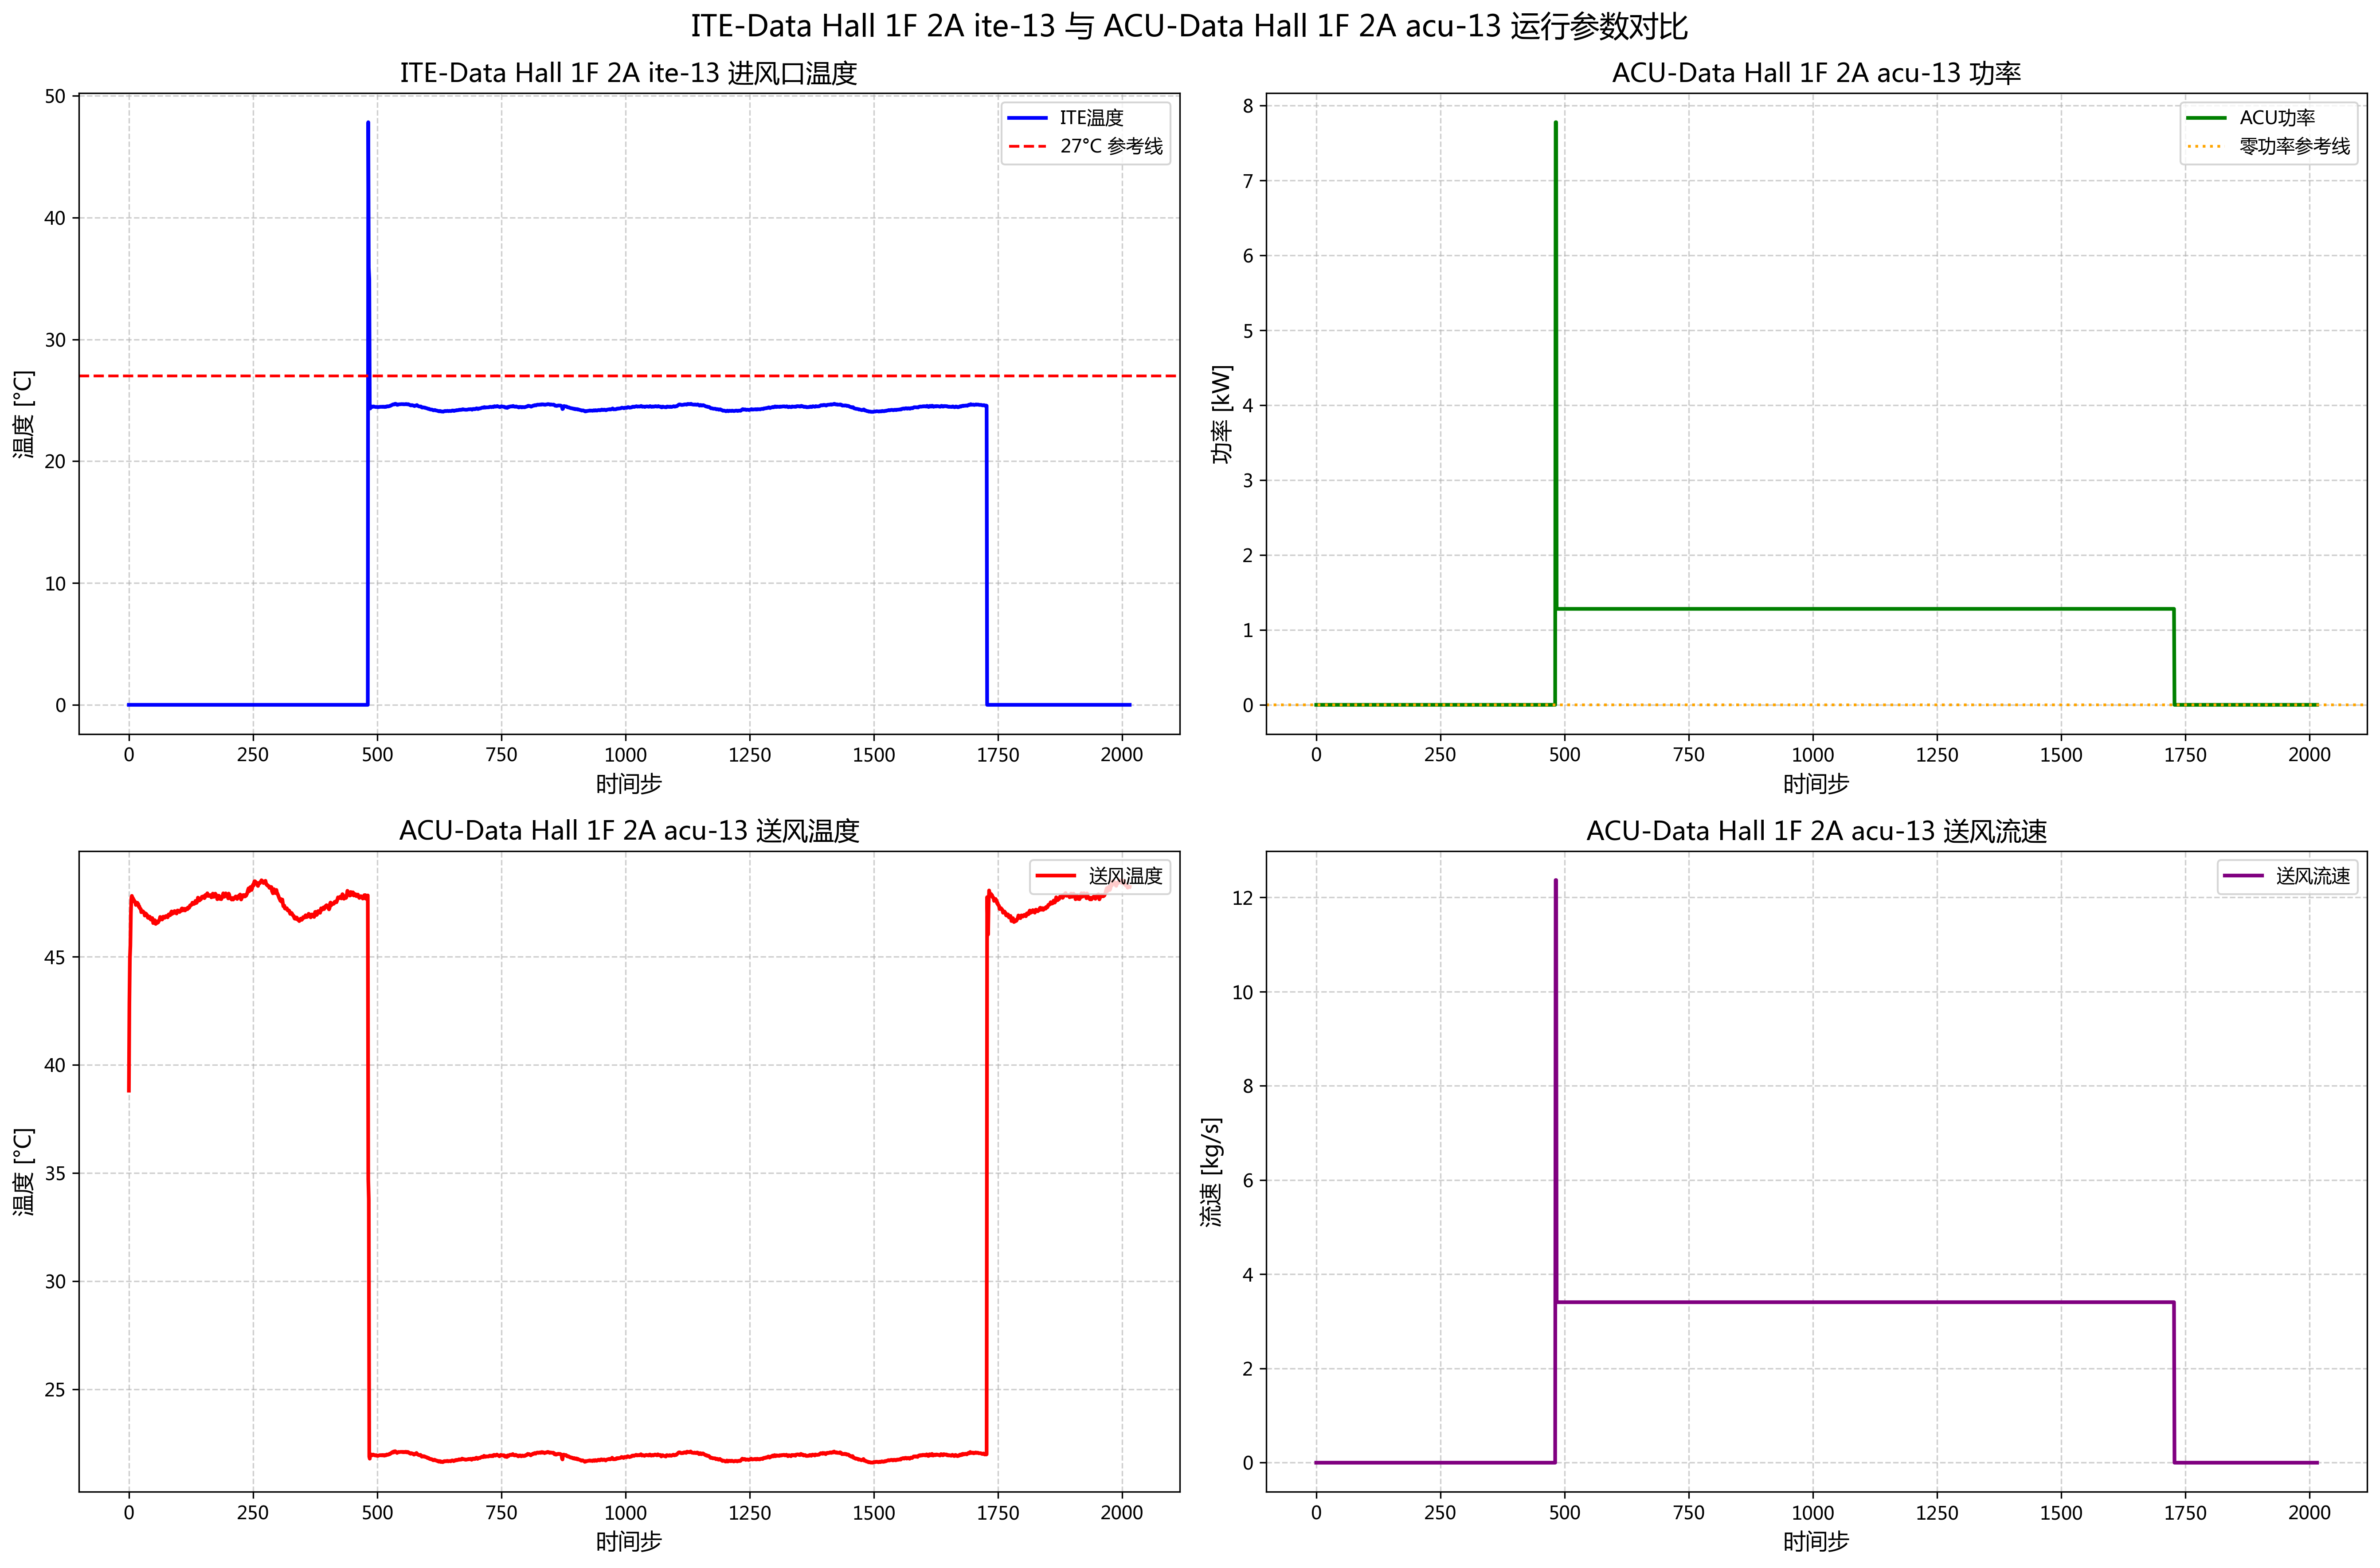 ITE-Data Hall 1F 2A ite-13 与 ACU-Data Hall 1F 2A acu-13 运行参数对比
ITE-Data Hall 1F 2A ite-13 进风口温度
50
40
30
20
10
0
温度 [°C]
0 250 500 750 1000 1250 1500 1750 2000
时间步
ITE温度
27°C 参考线
ACU-Data Hall 1F 2A acu-13 功率
8
7
6
5
4
3
2
1
0
功率 [kW]
0 250 500 750 1000 1250 1500 1750 2000
时间步
ACU功率
零功率参考线
ACU-Data Hall 1F 2A acu-13 送风温度
45
40
35
30
25
温度 [°C]
0 250 500 750 1000 1250 1500 1750 2000
时间步
送风温度
ACU-Data Hall 1F 2A acu-13 送风流速
12
10
8
6
4
2
0
流速 [kg/s]
0 250 500 750 1000 1250 1500 1750 2000
时间步
送风流速